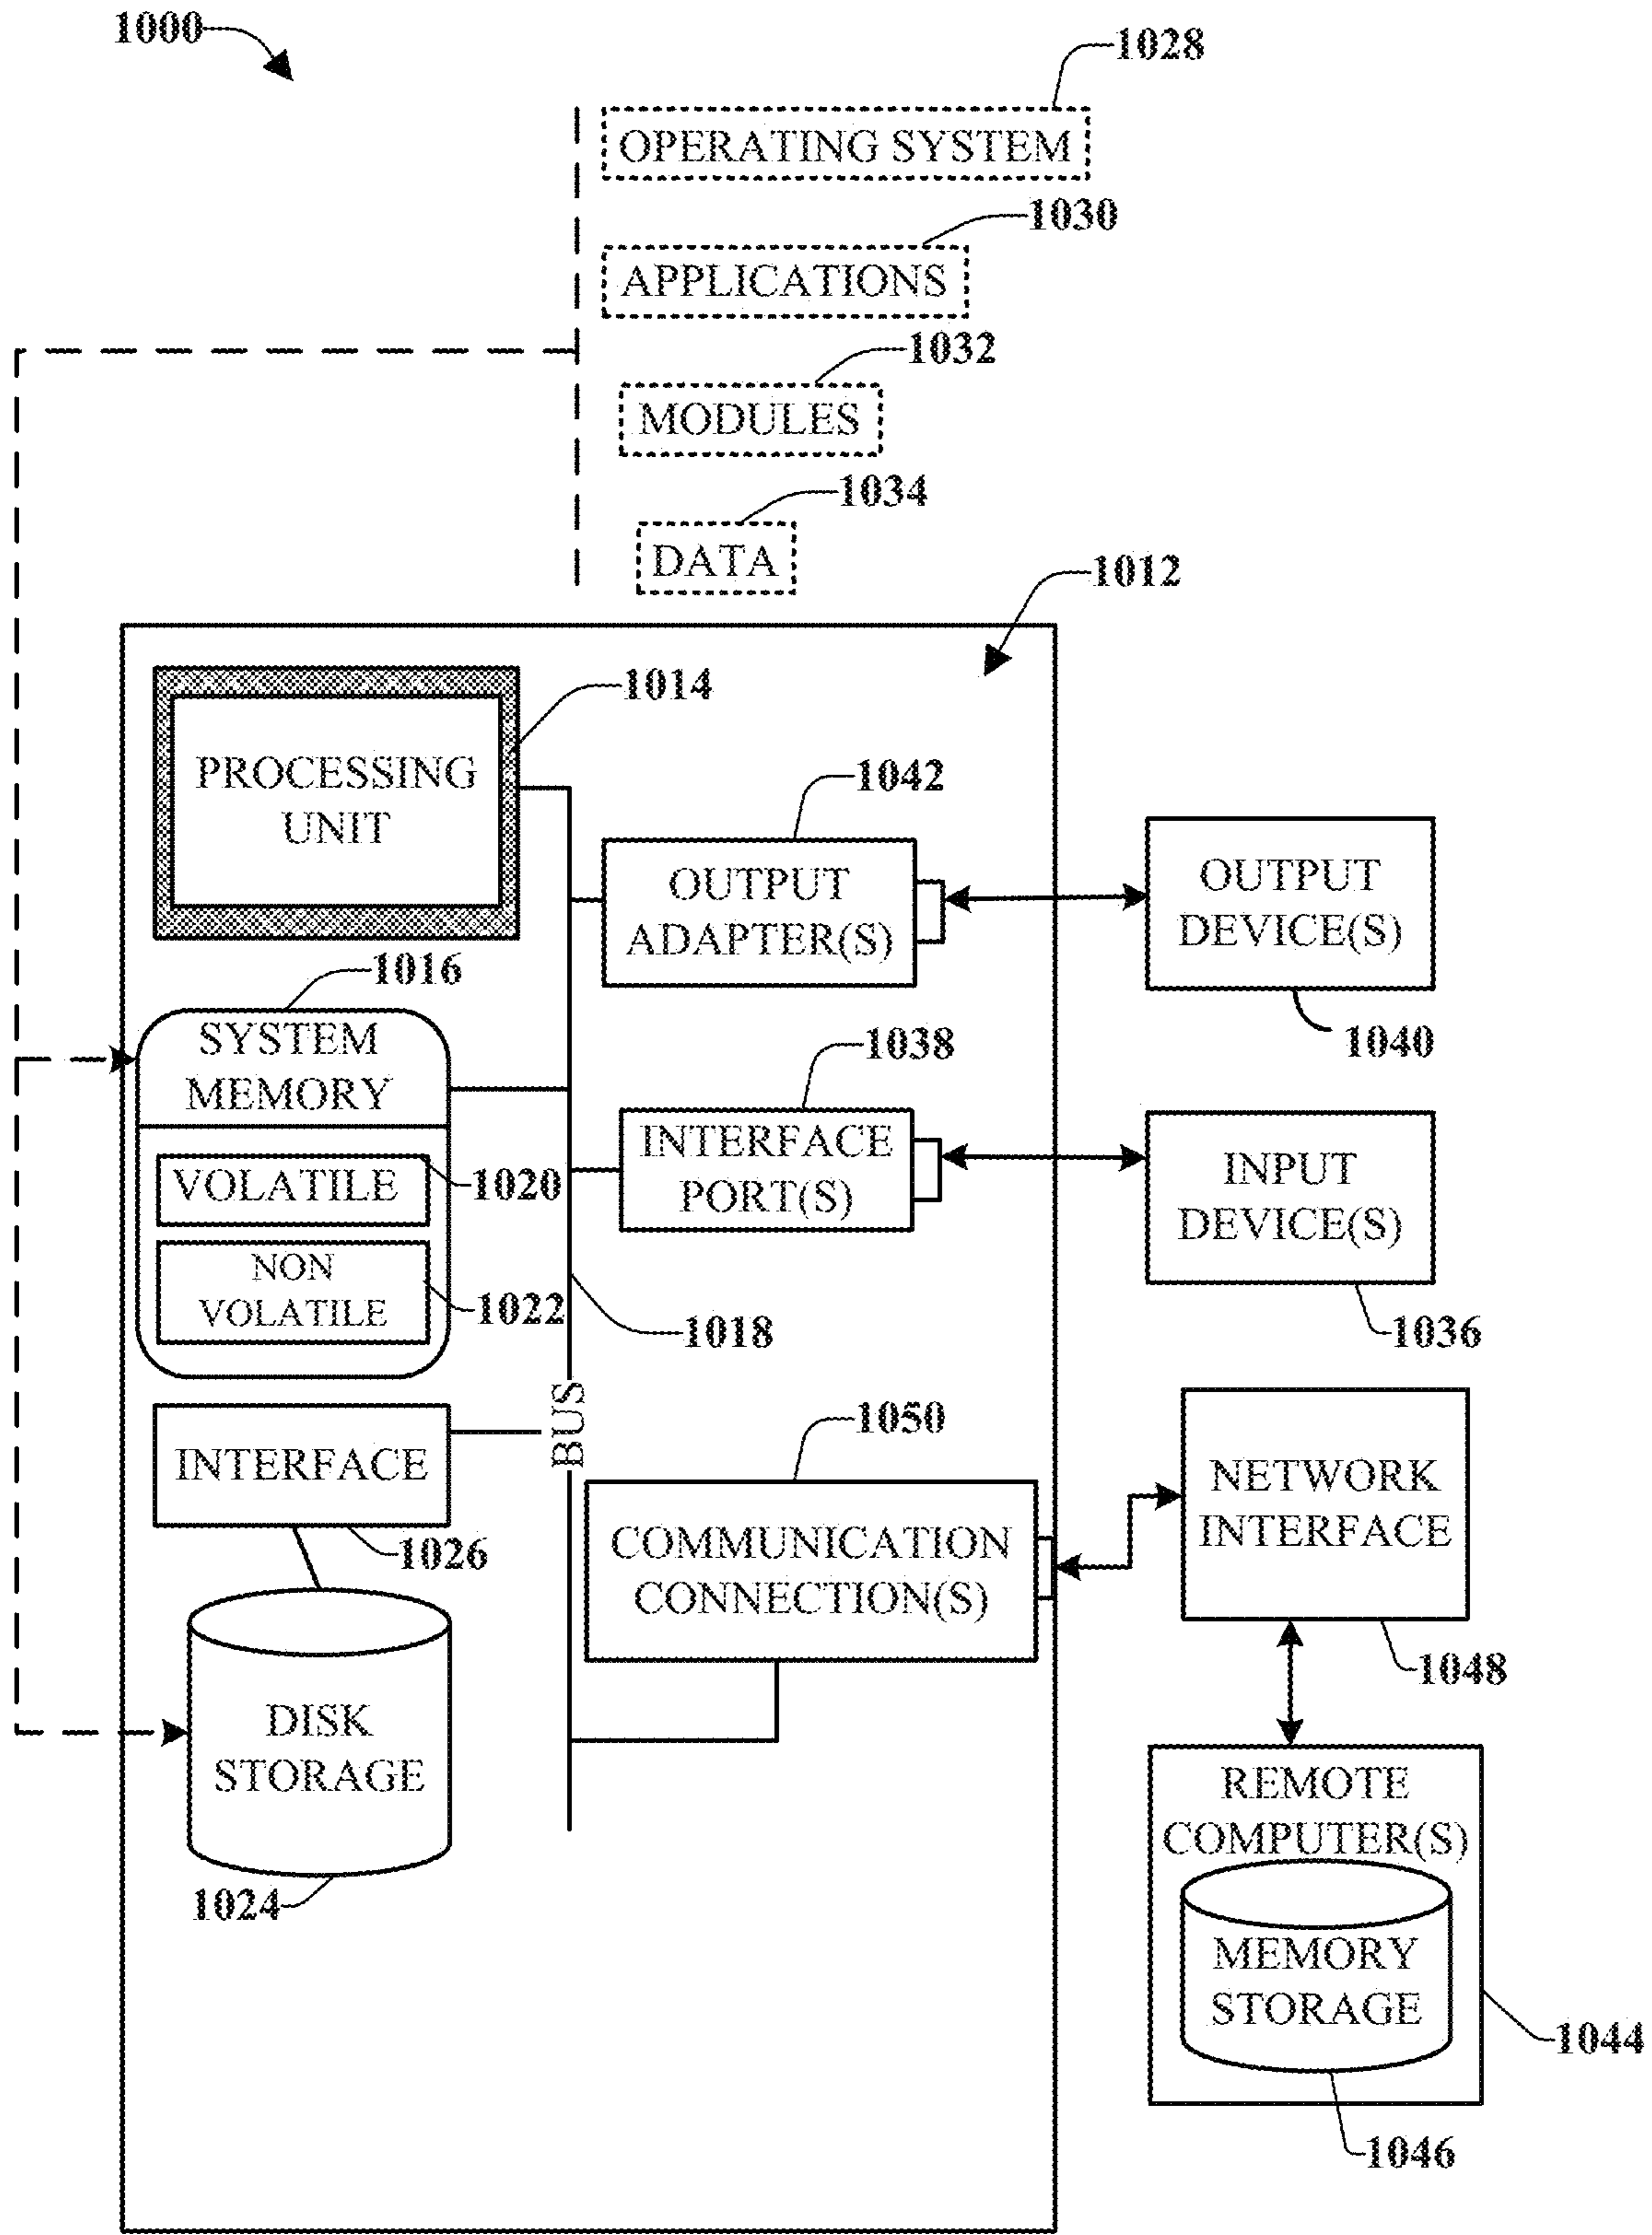 1000
1028
OPERATING SYSTEM
1030
APPLICATIONS
1032
MODULES
1034
DATA
1012
1014
PROCESSING
UNIT
1042
OUTPUT
ADAPTER(S)
OUTPUT
DEVICE(S)
1040
1016
SYSTEM
MEMORY
VOLATILE
1020
NON
VOLATILE
1022
1038
INTERFACE
PORT(S)
INPUT
DEVICE(S)
1036
1018
BUS
INTERFACE
1026
1050
COMMUNICATION
CONNECTION(S)
NETWORK
INTERFACE
1048
DISK
STORAGE
1024
REMOTE
COMPUTER(S)
MEMORY
STORAGE
1044
1046